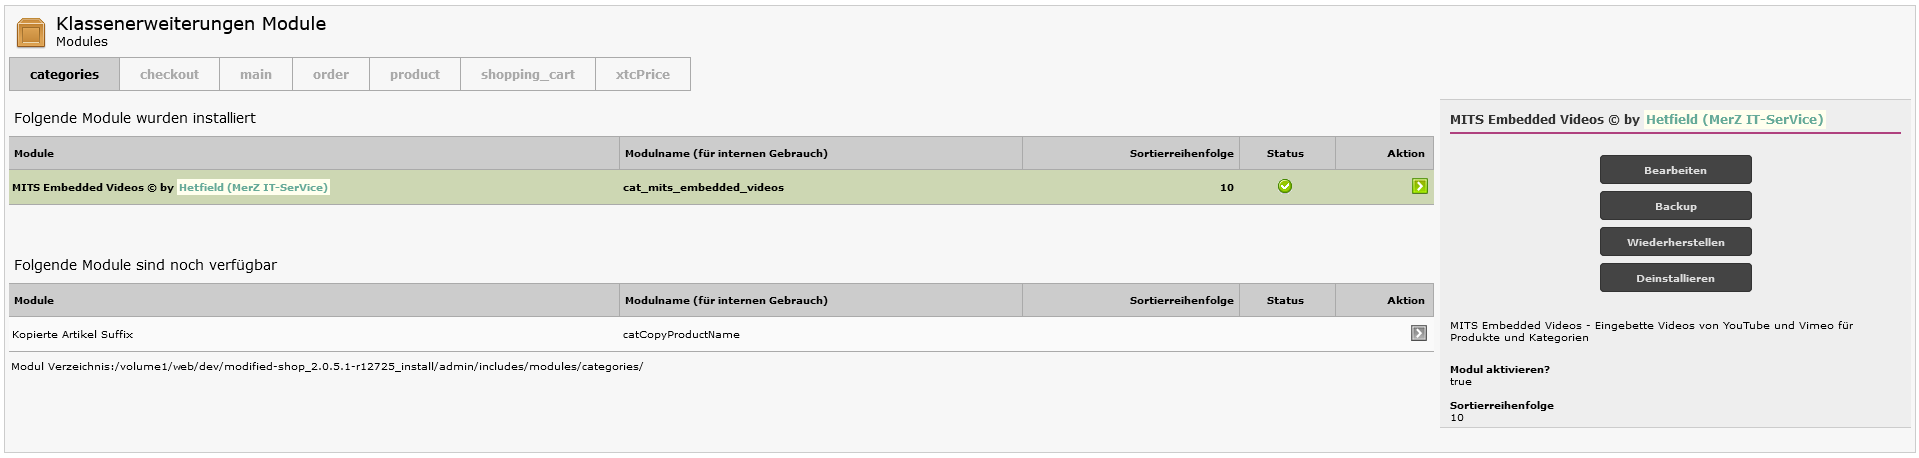 Klassenerweiterungen Module
Modules
categories checkout main order product shopping_cart xtcPrice
Folgende Module wurden installiert
Module Modulname (für internen Gebrauch) Sortierreihenfolge Status Aktion
MITS Embedded Videos © by Hetfield (MerZ IT-SerVice) cat_mits_embedded_videos 10
Folgende Module sind noch verfügbar
Module Modulname (für internen Gebrauch) Sortierreihenfolge Status Aktion
Kopierte Artikel Suffix catCopyProductName
Modul Verzeichnis:/volume1/web/dev/modified-shop_2.0.5.1-r12725_install/admin/includes/modules/categories/
MITS Embedded Videos © by Hetfield (MerZ IT-SerVice)
Bearbeiten
Backup
Wiederherstellen
Deinstallieren
MITS Embedded Videos - Eingebette Videos von YouTube und Vimeo für
Produkte und Kategorien
Modul aktivieren?
true
Sortierreihenfolge
10